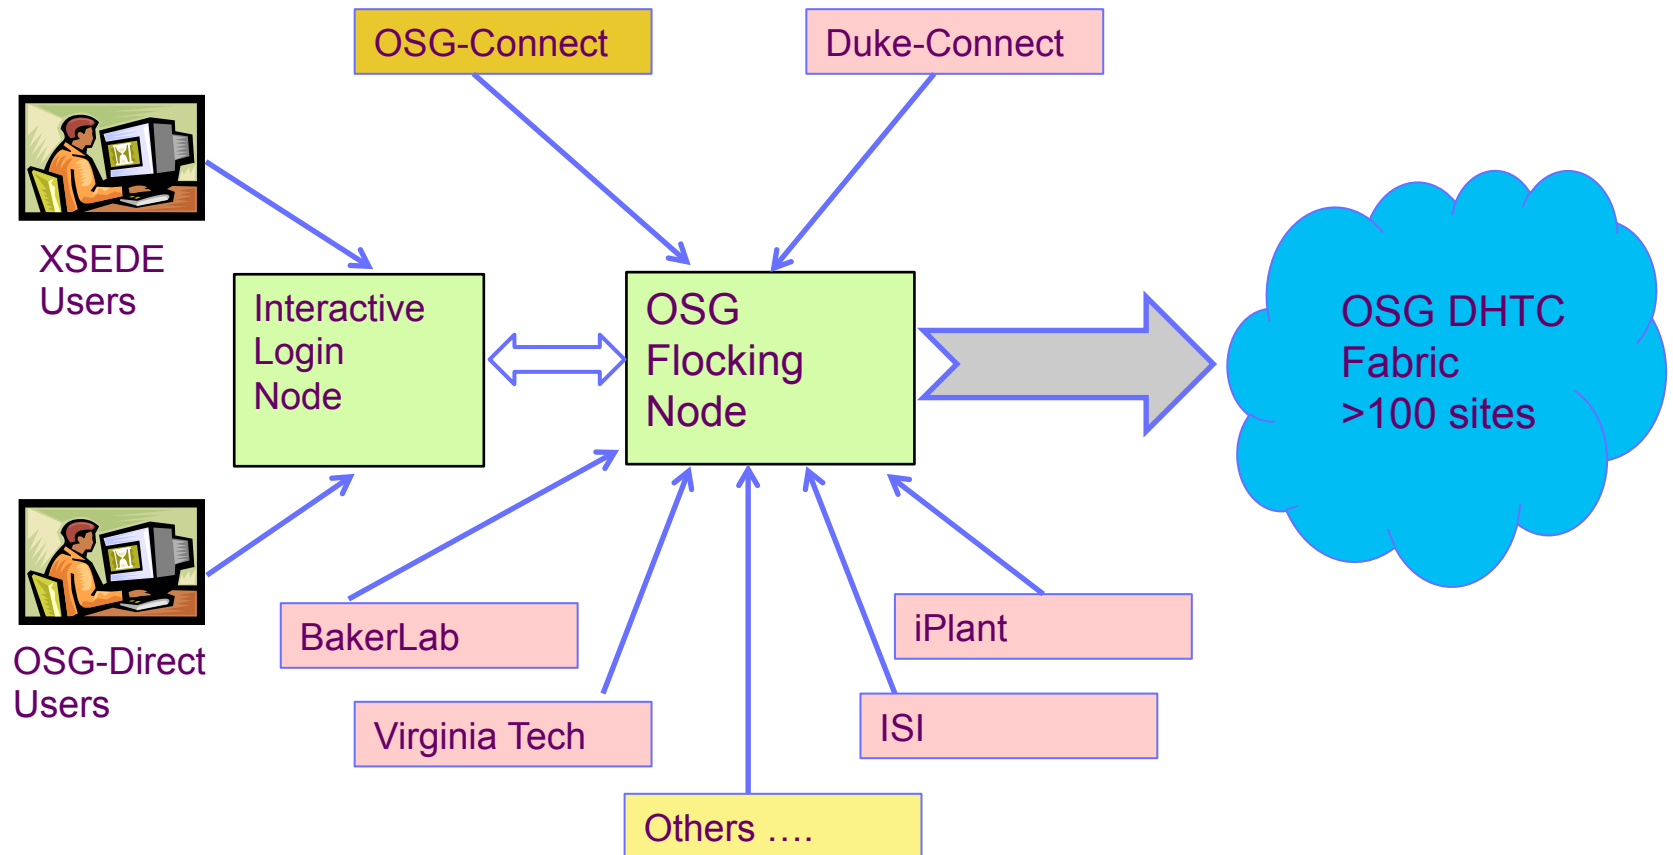 OSG-Connect
Duke-Connect
XSEDE
Users
Interactive
Login
Node
OSG
Flocking
Node
OSG DHTC
Fabric
>100 sites
OSG-Direct
Users
BakerLab
iPlant
Virginia Tech
ISI
Others ….